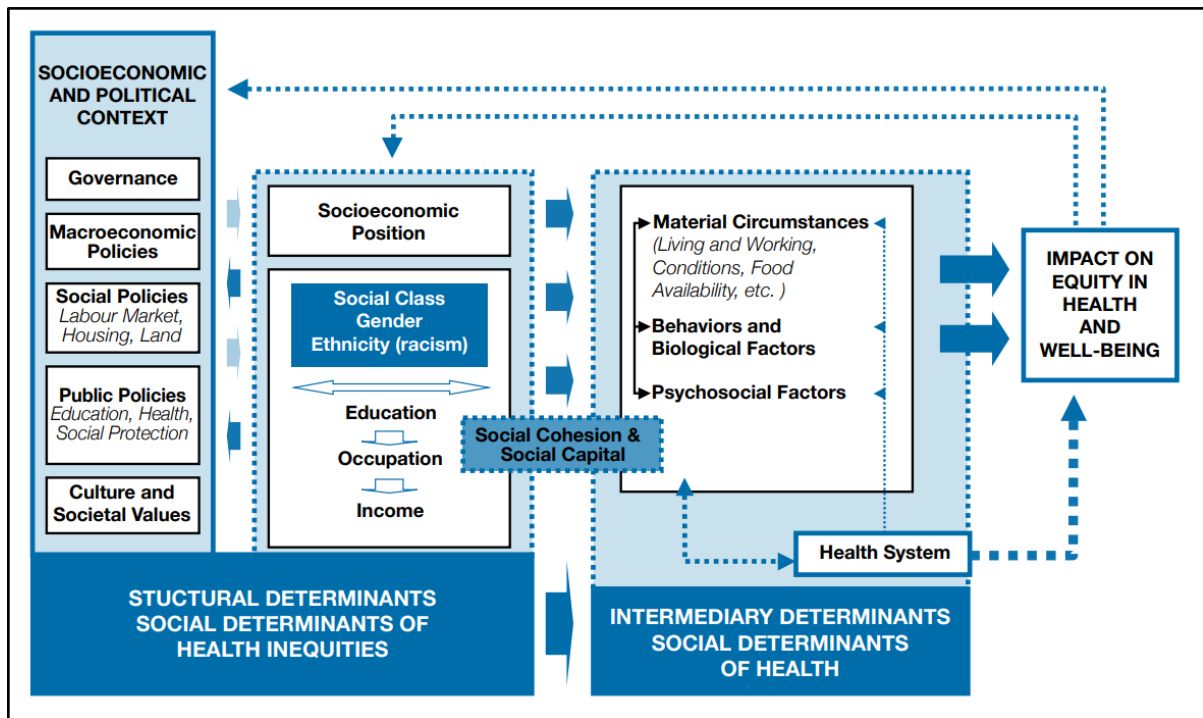 SOCIOECONOMIC
AND POLITICAL
CONTEXT
Governance
Macroeconomic
Policies
Social Policies
Labour Market,
Housing, Land
Public Policies
Education, Health,
Social Protection
Culture and
Societal Values
Socioeconomic
Position
Social Class
Gender
Ethnicity (racism)
Education
Occupation
Income
Social Cohesion &
Social Capital
Material Circumstances
(Living and Working,
Conditions, Food
Availability, etc. )
Behaviors and
Biological Factors
Psychosocial Factors
Health System
IMPACT ON
EQUITY IN
HEALTH
AND
WELL-BEING
STUCTURAL DETERMINANTS
SOCIAL DETERMINANTS OF
HEALTH INEQUITIES
INTERMEDIARY DETERMINANTS
SOCIAL DETERMINANTS
OF HEALTH